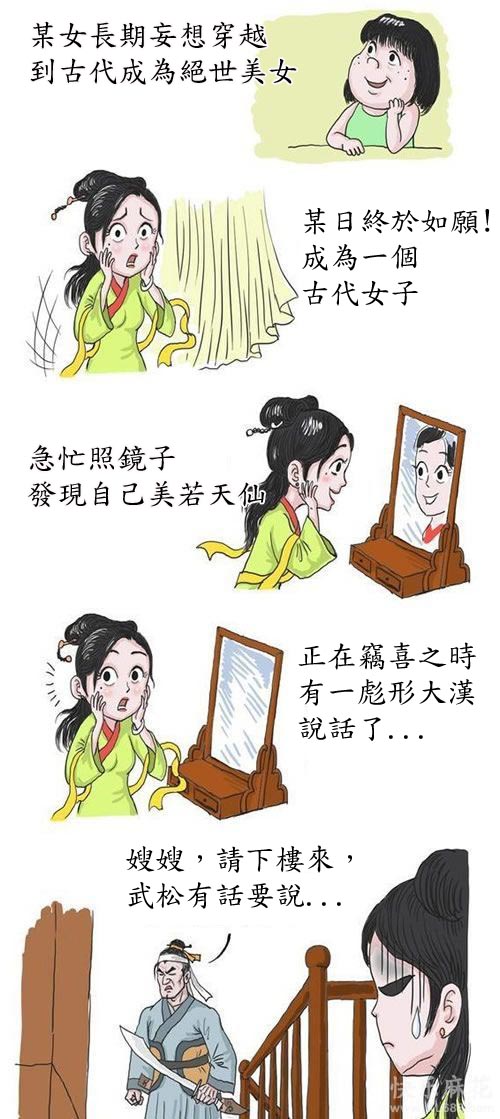 某女長期妄想穿越
到古代成為絕世美女
某日終於如願!
成為一個
古代女子
急忙照鏡子
發現自己美若天仙
正在竊喜之時
有一彪形大漢
說話了...
嫂嫂，請下樓來，
武松有話要說...